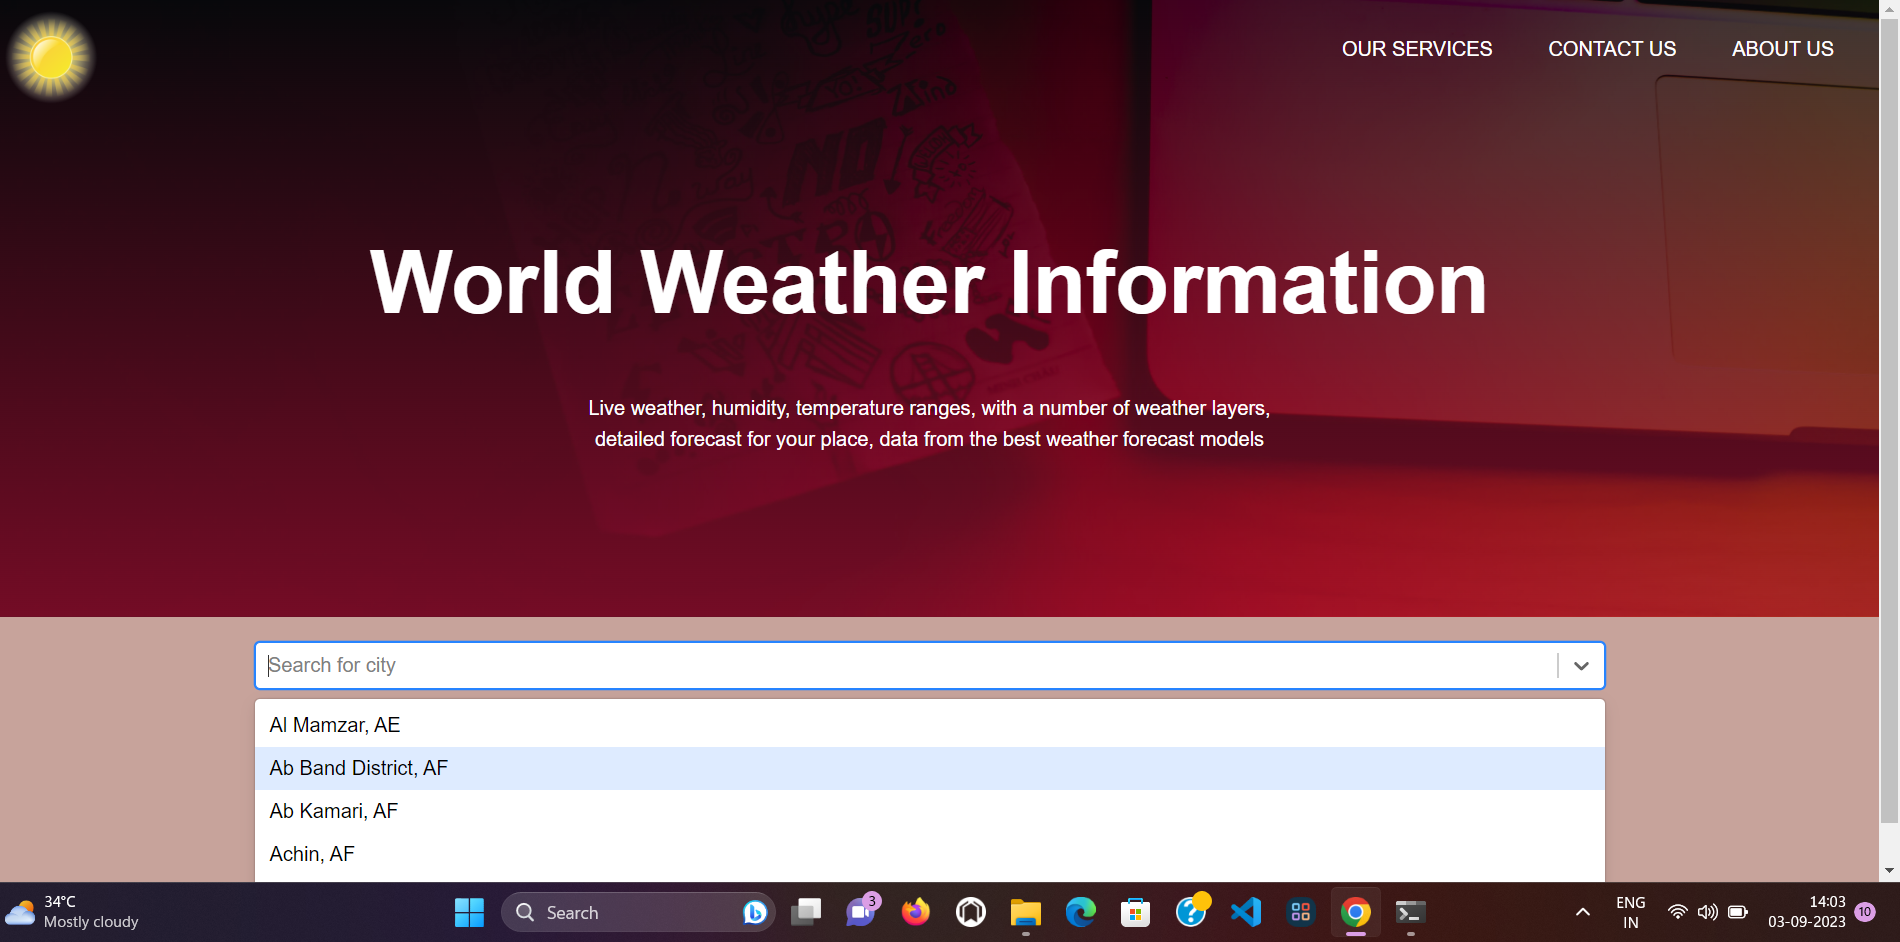 OUR SERVICES CONTACT US ABOUT US
NO
World Weather Information
Live weather, humidity, temperature ranges, with a number of weather layers,
detailed forecast for your place, data from the best weather forecast models
Search for city
Al Mamzar, AE
Ab Band District, AF
Ab Kamari, AF
Achin, AF
34°C
Mostly cloudy
Search
3
ENG
IN
14:03
03-09-2023
10